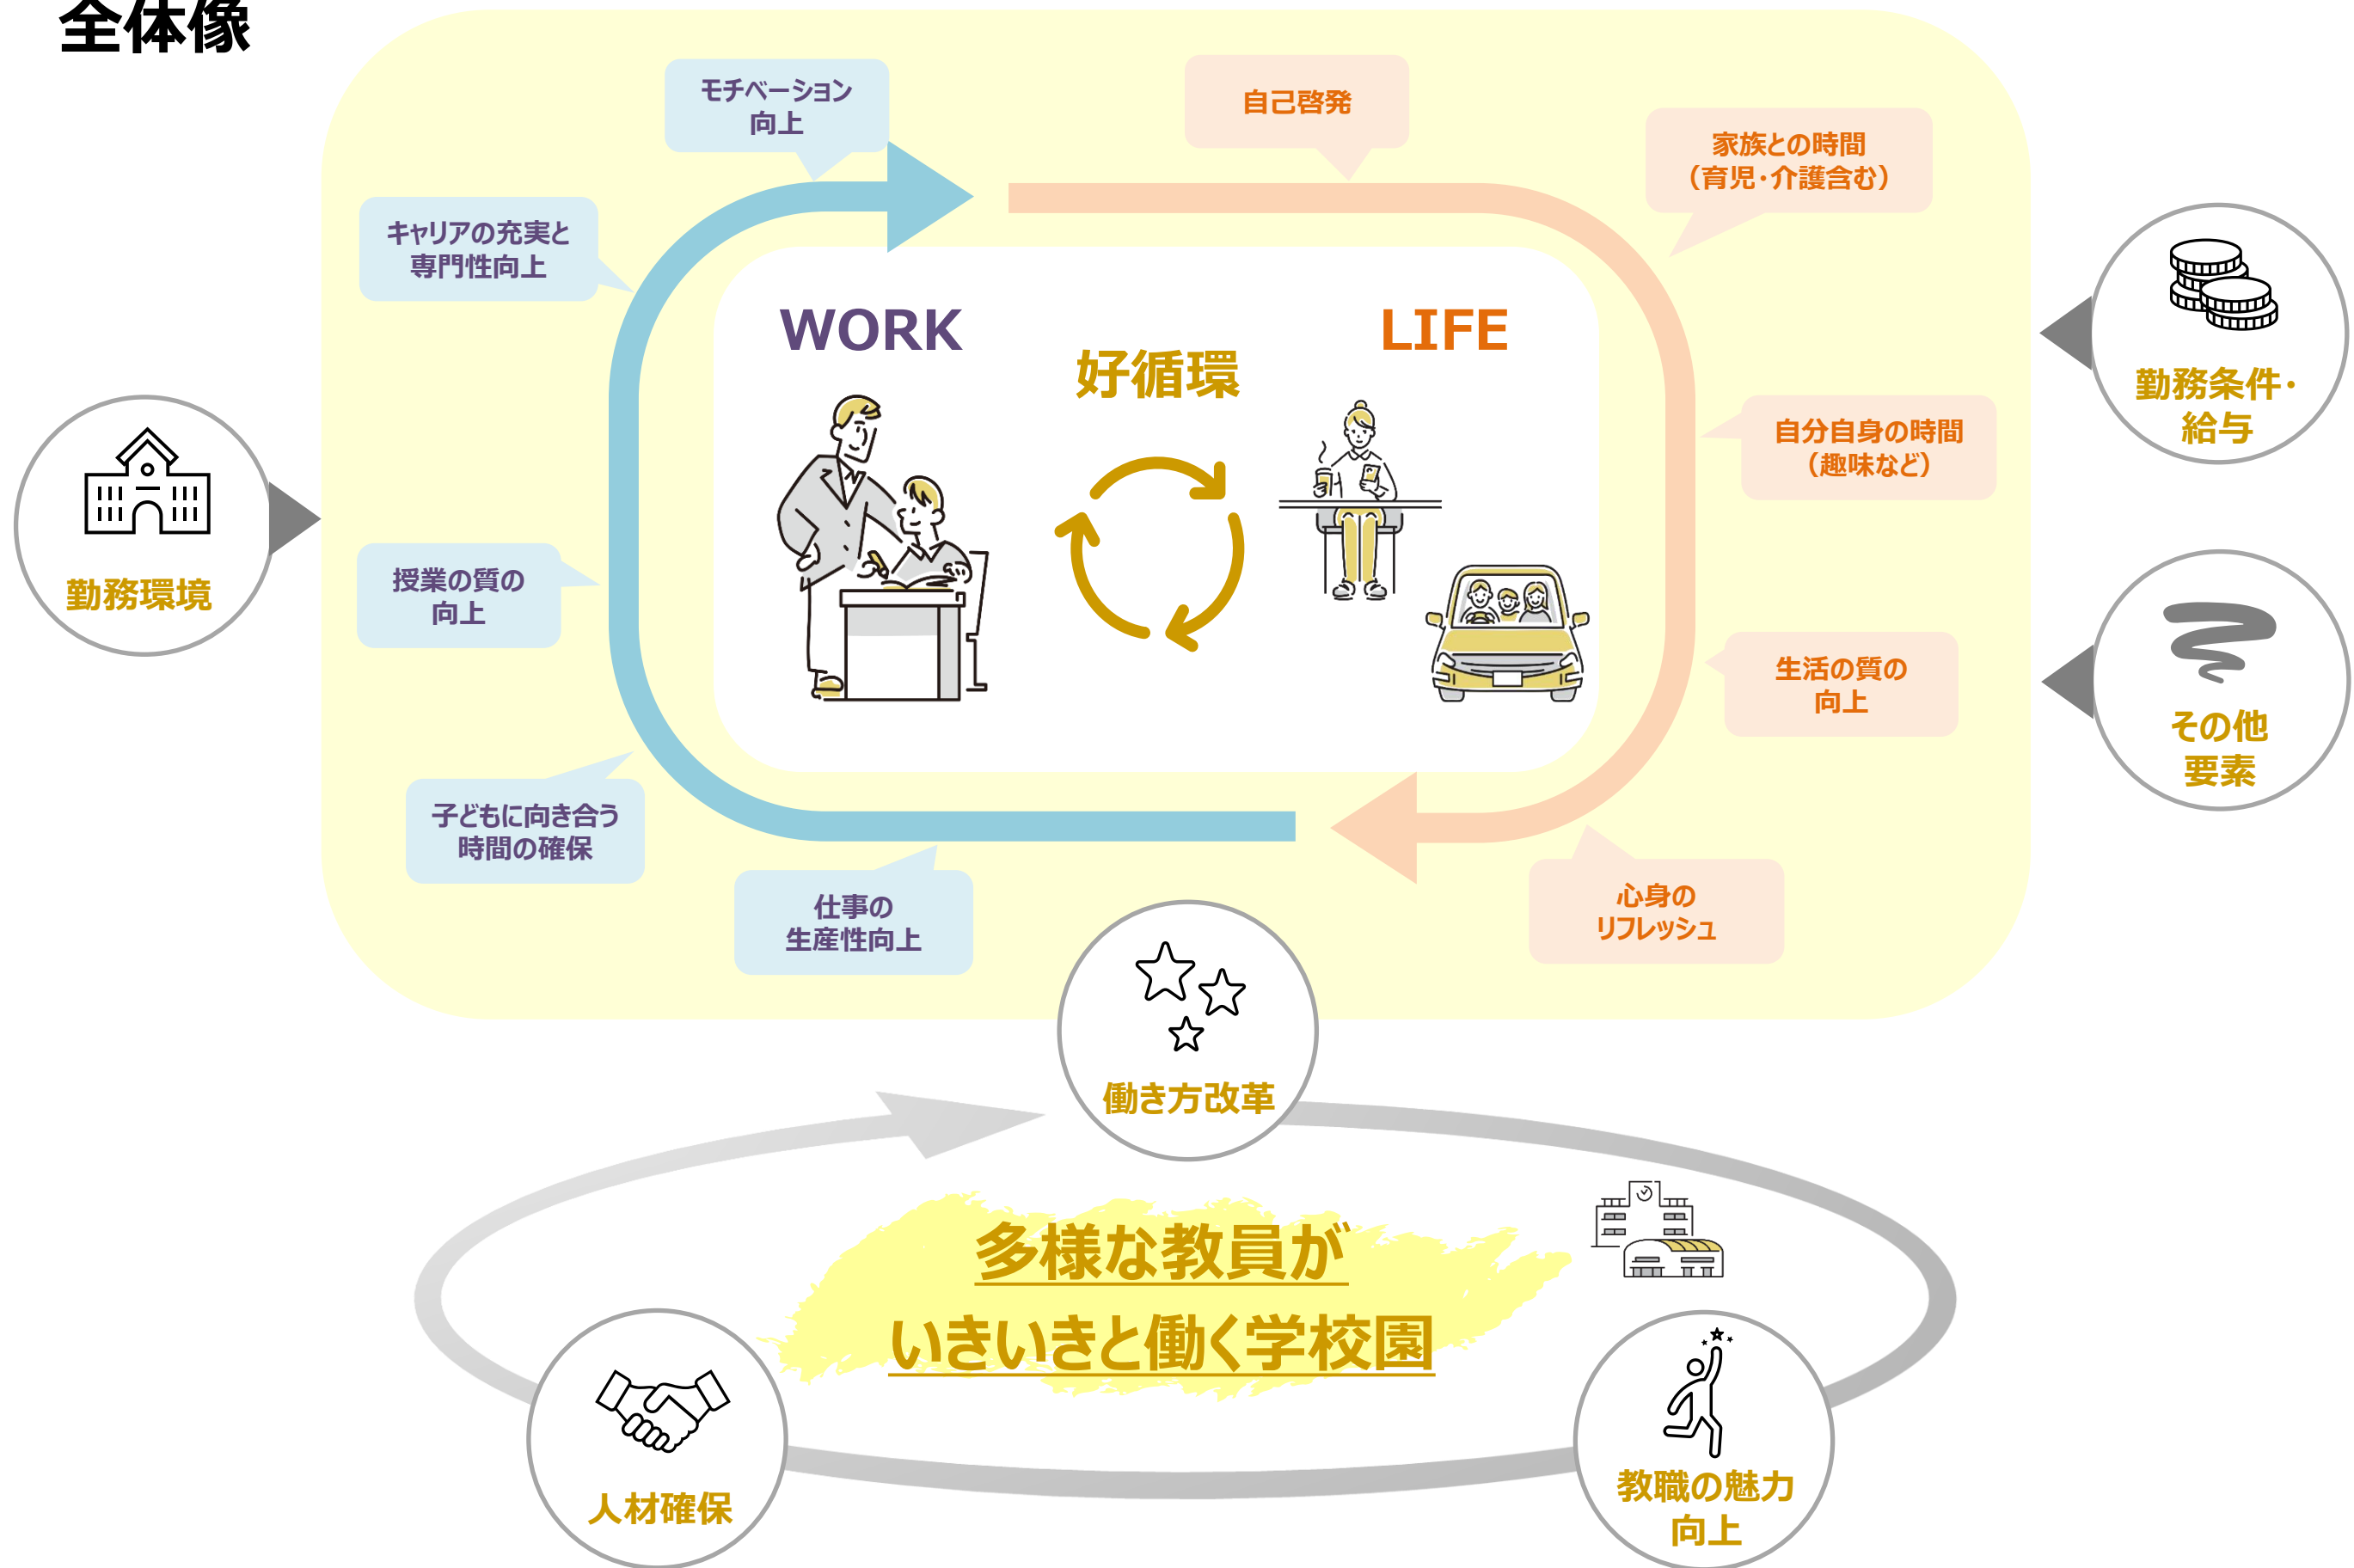 全体像
モチベーション
向上
自己啓発
家族との時間
（育児・介護含む）
キャリアの充実と
専門性向上
WORK
LIFE
好循環
勤務条件・
給与
自分自身の時間
（趣味など）
勤務環境
授業の質の
向上
生活の質の
向上
その他
要素
子どもに向き合う
時間の確保
仕事の
生産性向上
心身の
リフレッシュ
働き方改革
多様な教員が
いきいきと働く学校園
人材確保
教職の魅力
向上